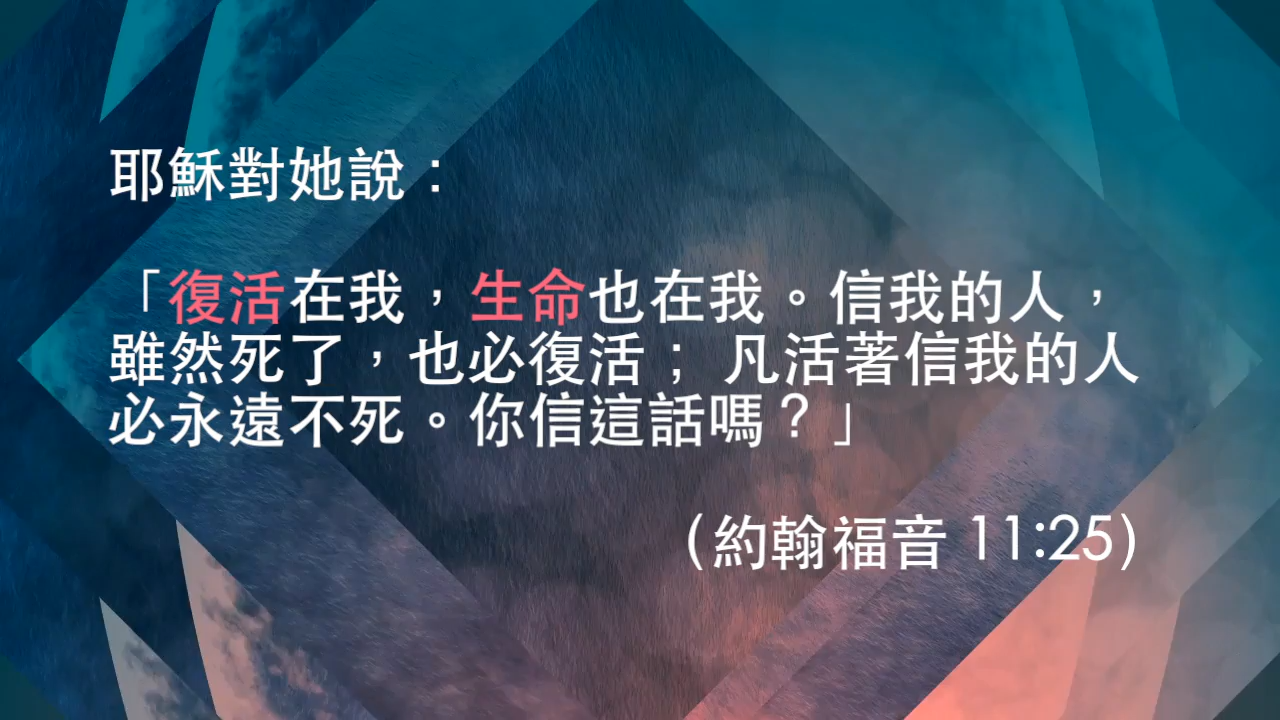 耶穌對她說：
「復活在我，生命也在我。信我的人，
雖然死了，也必復活； 凡活著信我的人
必永遠不死。你信這話嗎？」
(約翰福音 11:25)